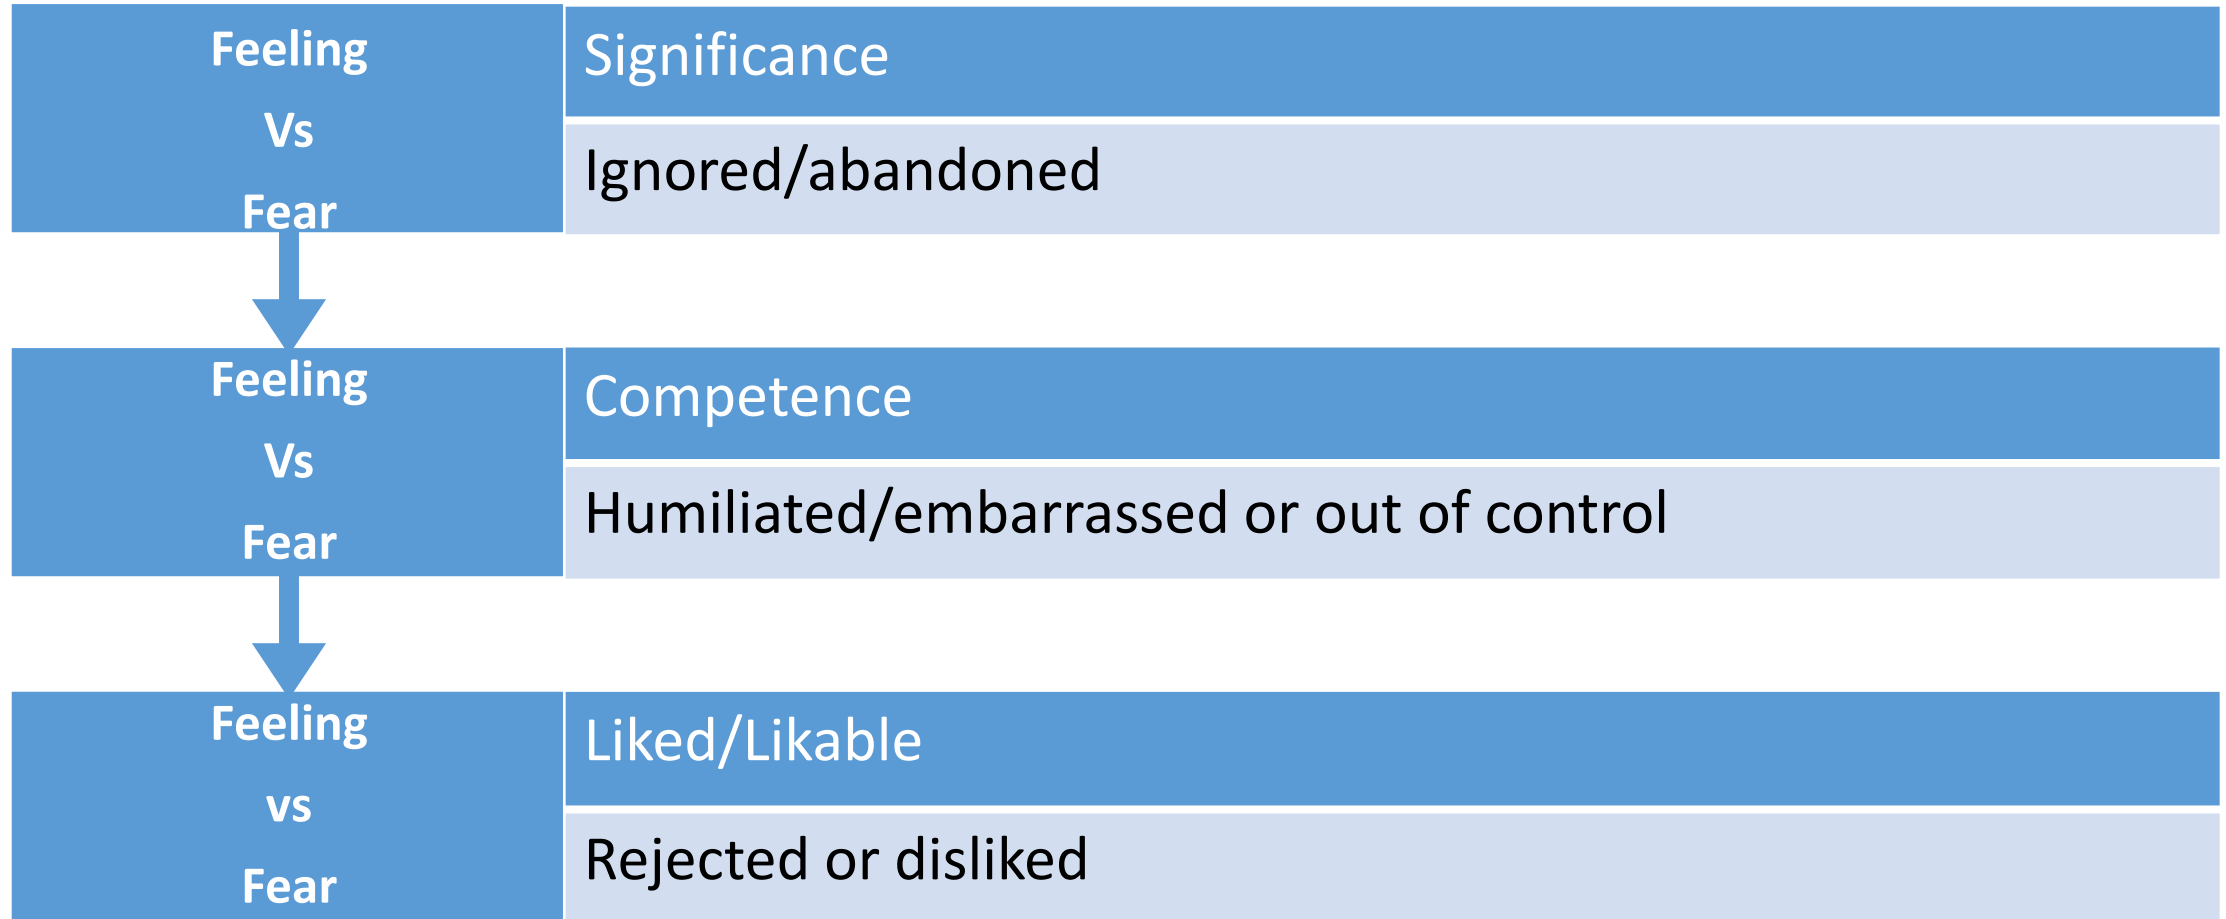 Feeling
Vs
Fear
Significance
Ignored/abandoned
Feeling
Vs
Fear
Competence
Humiliated/embarrassed or out of control
Feeling
vs
Fear
Liked/Likable
Rejected or disliked